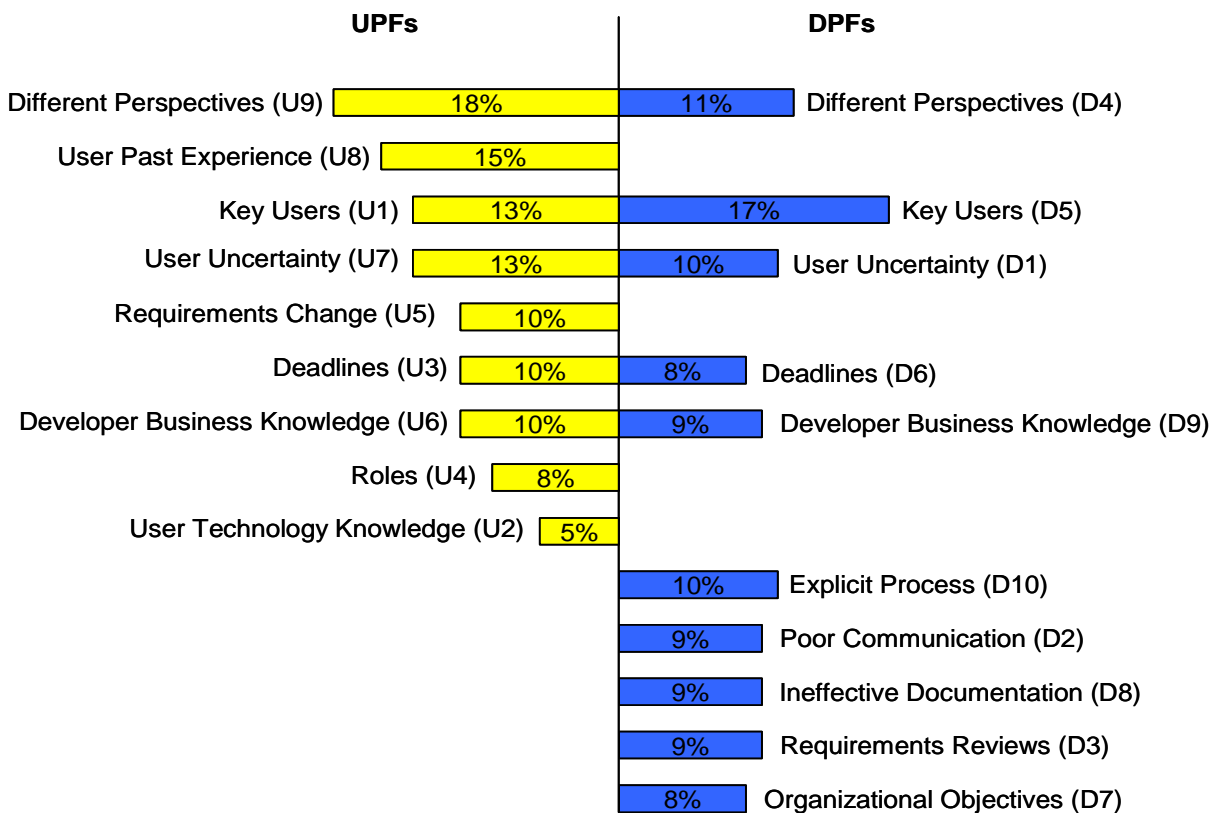 UPFs DPFs
Different Perspectives (U9) 18% 11% Different Perspectives (D4)
User Past Experience (U8) 15%
Key Users (U1) 13% 17% Key Users (D5)
User Uncertainty (U7) 13% 10% User Uncertainty (D1)
Requirements Change (U5) 10%
Deadlines (U3) 10% 8% Deadlines (D6)
Developer Business Knowledge (U6) 10% 9% Developer Business Knowledge (D9)
Roles (U4) 8%
User Technology Knowledge (U2) 5%
10% Explicit Process (D10)
9% Poor Communication (D2)
9% Ineffective Documentation (D8)
9% Requirements Reviews (D3)
8% Organizational Objectives (D7)